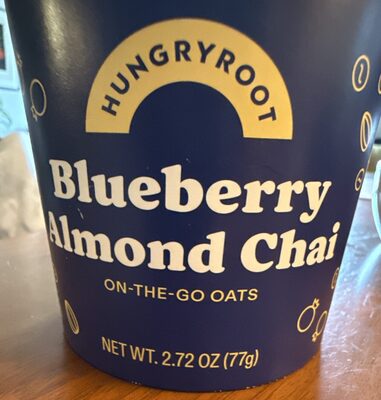 HUNGRYROOT
Blueberry
Almond Chai
ON-THE-GO OATS
NET WT. 2.72 OZ (77g)